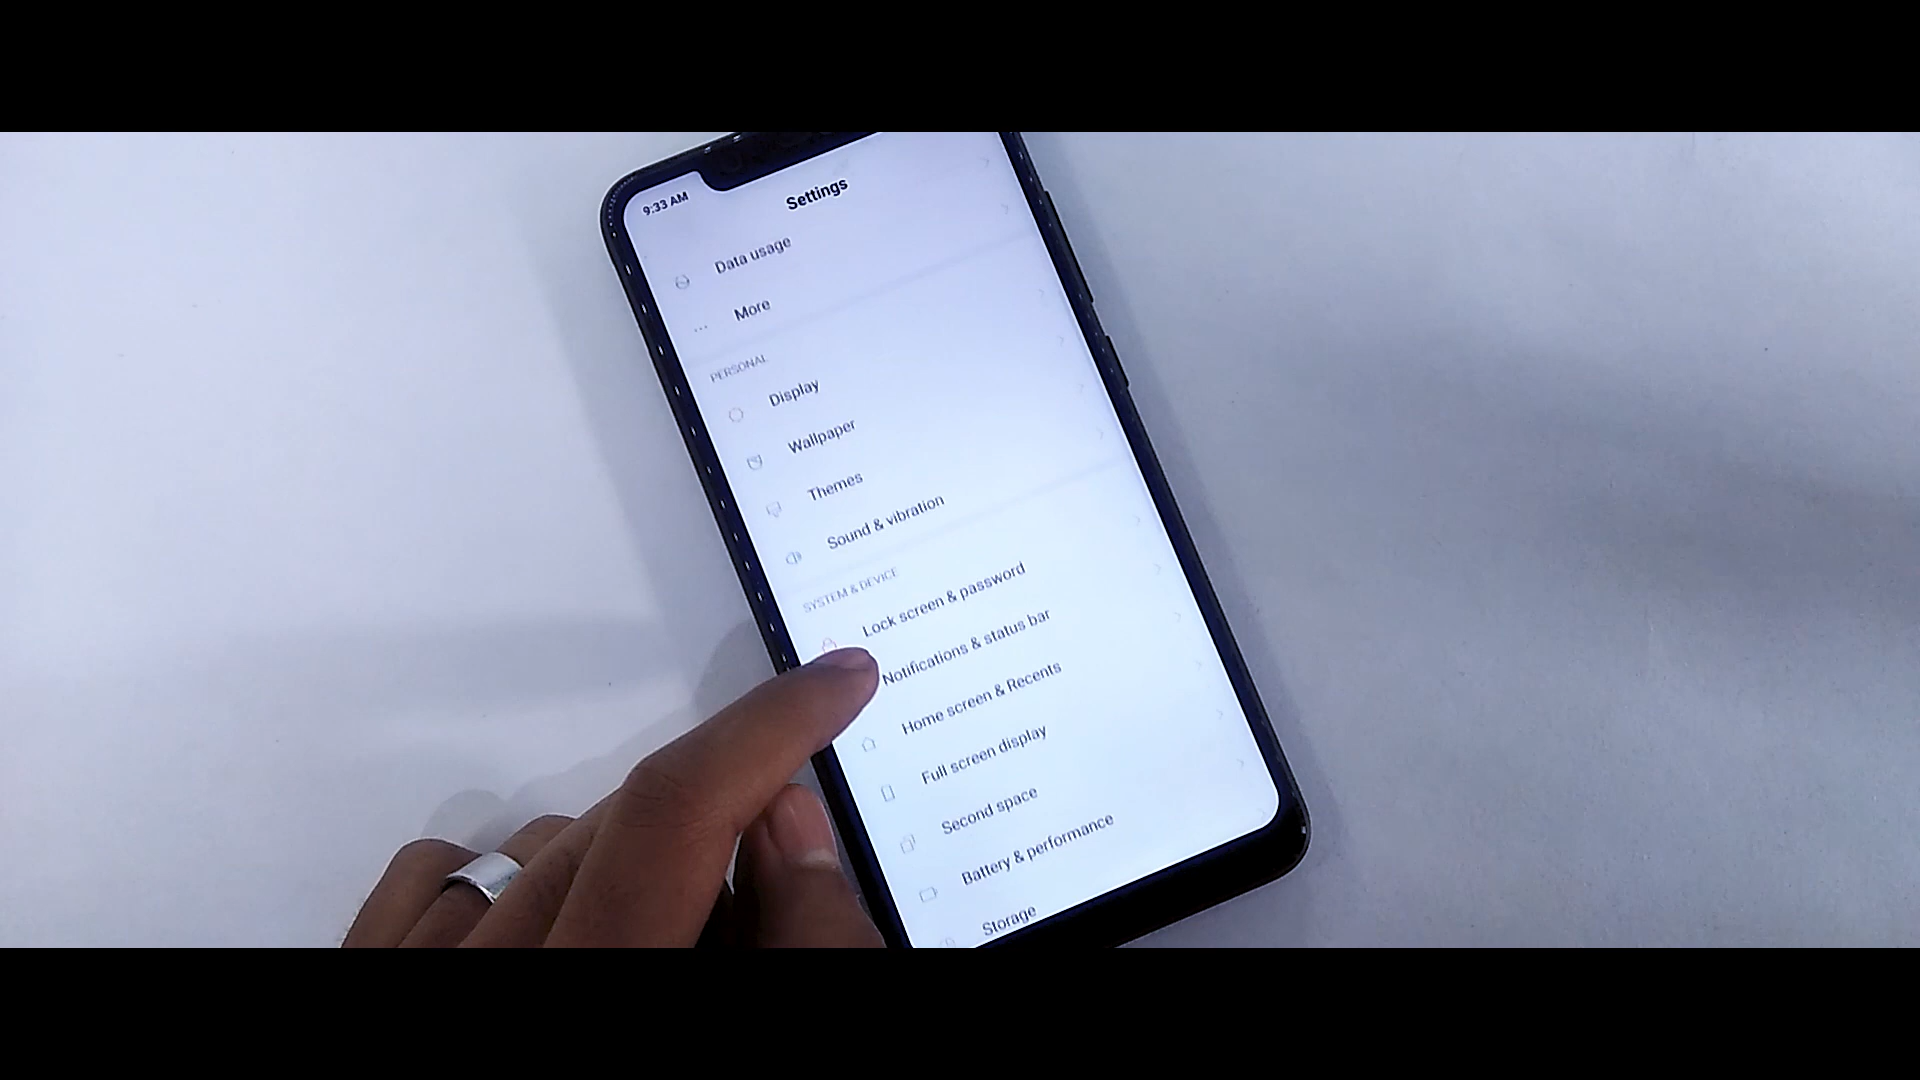 9:33 AM
Settings
Data usage
More
PERSONAL
Display
Wallpaper
Themes
Sound & vibration
SYSTEM & DEVICE
Lock screen & password
Notifications & status bar
Home screen & Recents
Full screen display
Second space
Battery & performance
Storage